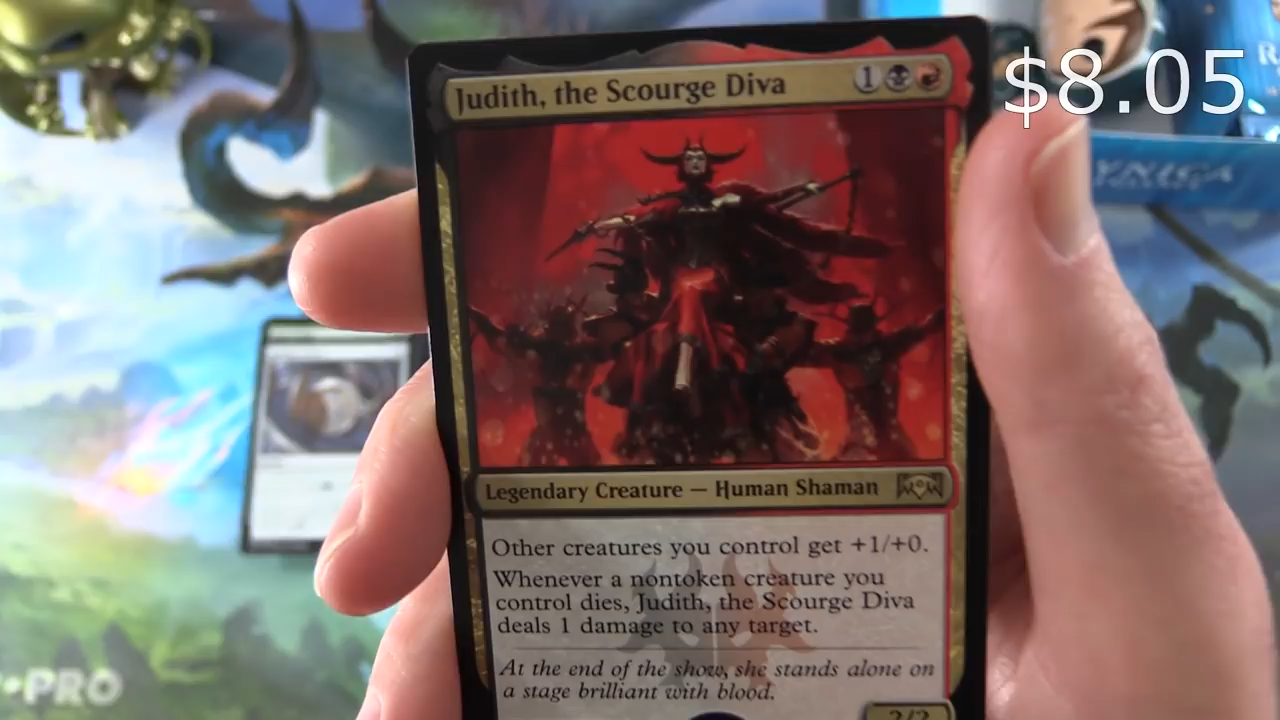 $8.05
Judith, the Scourge Diva 1
Legendary Creature — Human Shaman
Other creatures you control get +1/+0.
Whenever a nontoken creature you
control dies, Judith, the Scourge Diva
deals 1 damage to any target.
At the end of the show, she stands alone on
a stage brilliant with blood.
2/2
PRO